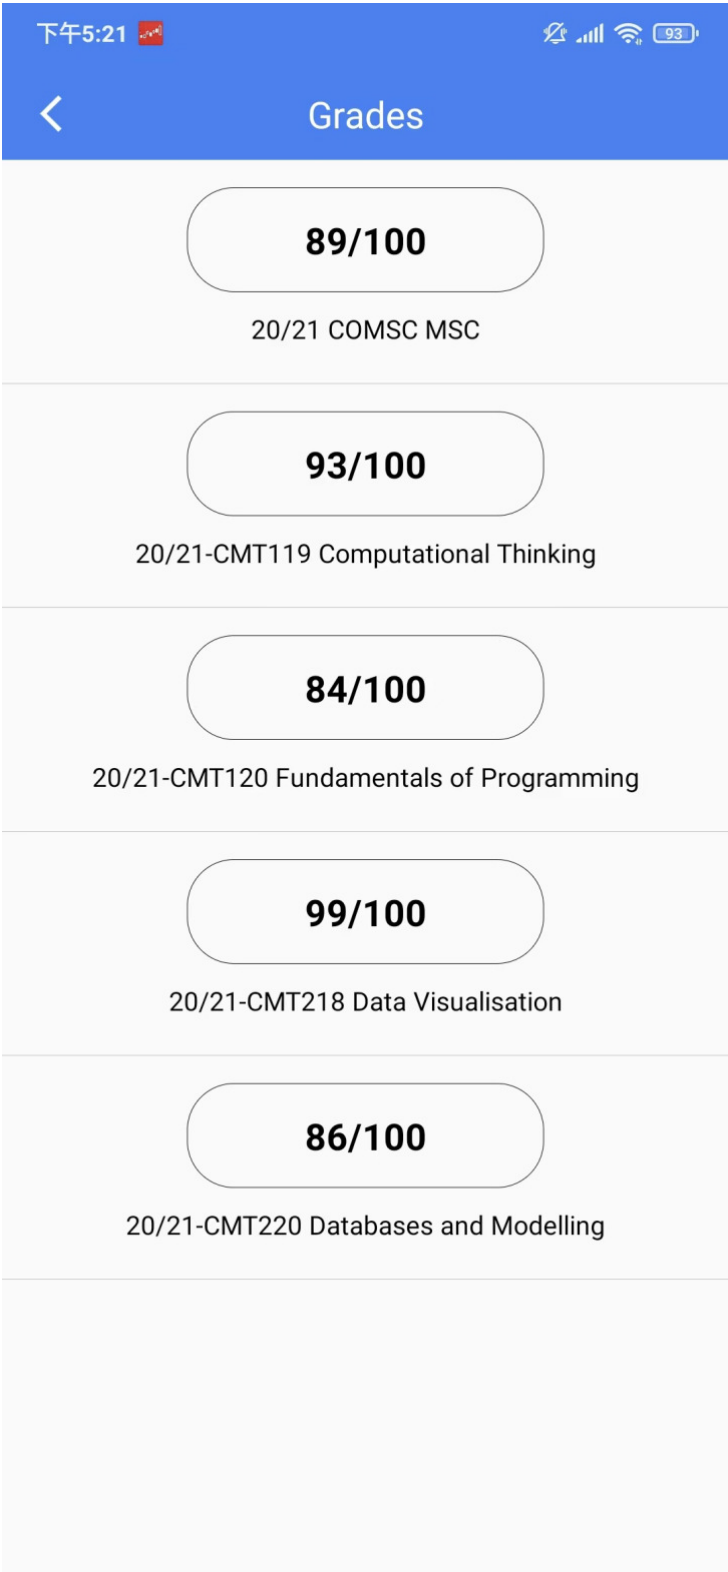 下午5:21
93
Grades
89/100
20/21 COMSC MSC
93/100
20/21-CMT119 Computational Thinking
84/100
20/21-CMT120 Fundamentals of Programming
99/100
20/21-CMT218 Data Visualisation
86/100
20/21-CMT220 Databases and Modelling